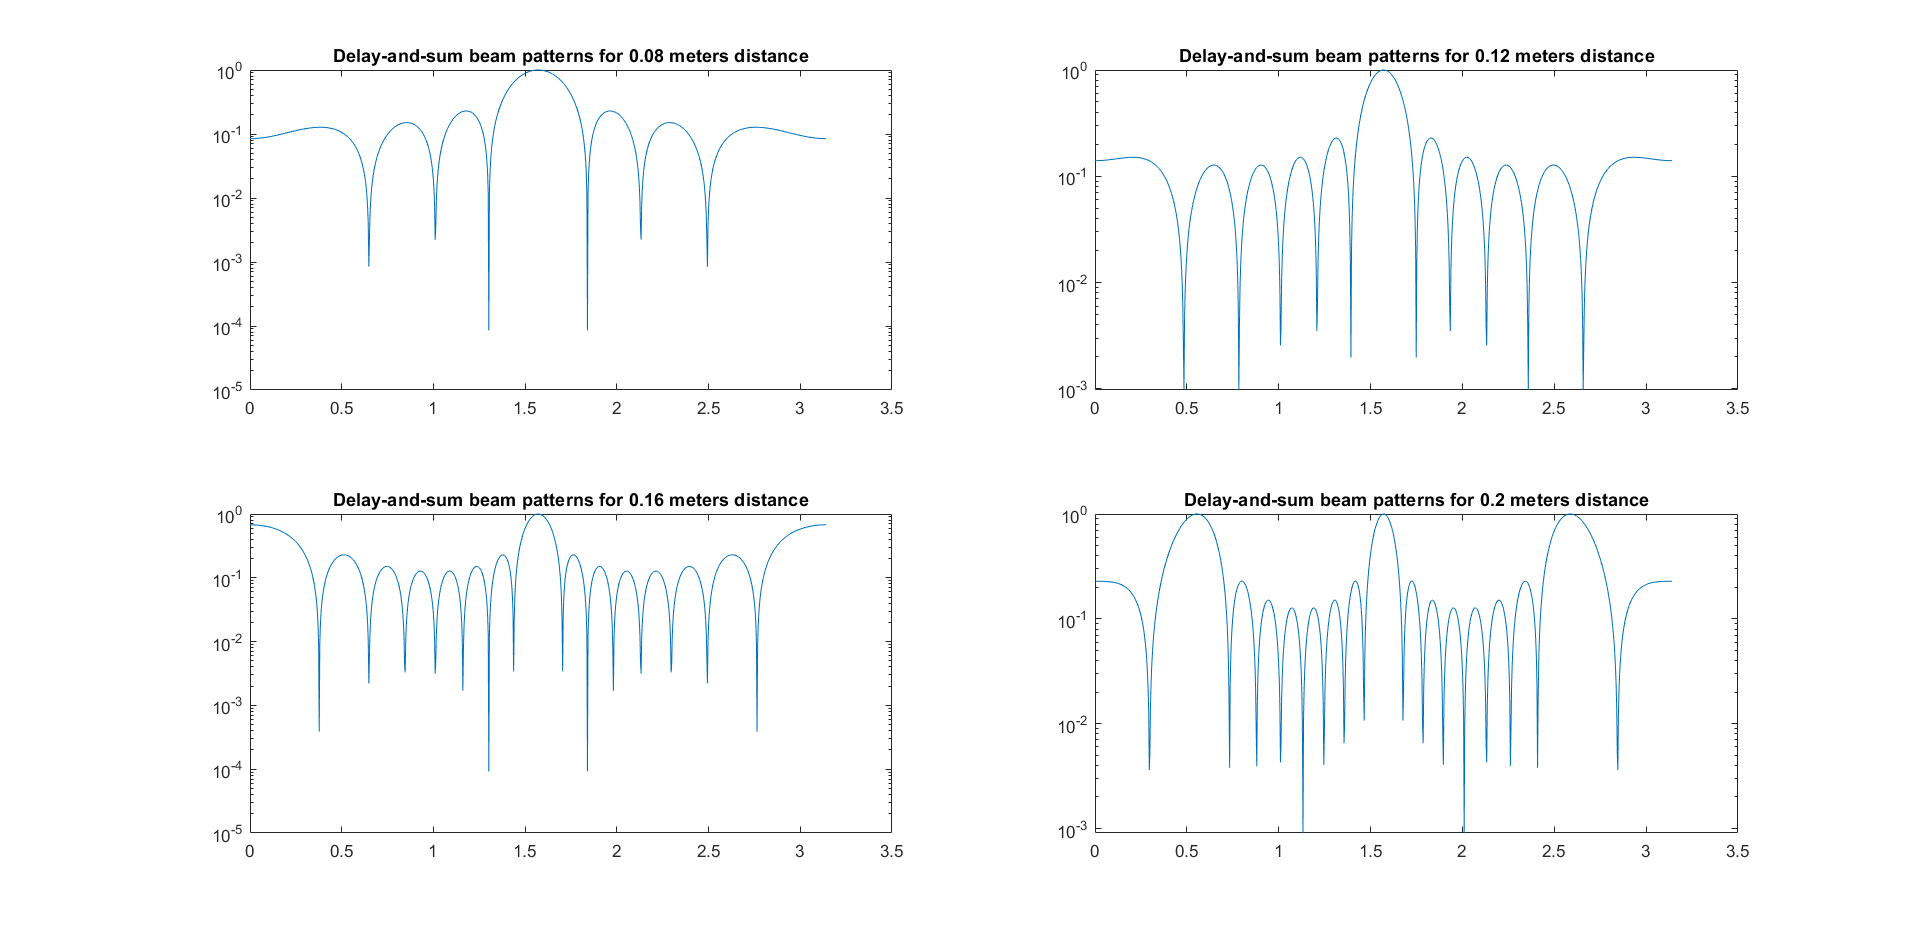 Delay-and-sum beam patterns for 0.08 meters distance
10^0
10^-1
10^-2
10^-3
10^-4
10^-5
0 0.5 1 1.5 2 2.5 3 3.5
Delay-and-sum beam patterns for 0.12 meters distance
10^0
10^-1
10^-2
10^-3
0 0.5 1 1.5 2 2.5 3 3.5
Delay-and-sum beam patterns for 0.16 meters distance
10^0
10^-1
10^-2
10^-3
10^-4
10^-5
0 0.5 1 1.5 2 2.5 3 3.5
Delay-and-sum beam patterns for 0.2 meters distance
10^0
10^-1
10^-2
10^-3
0 0.5 1 1.5 2 2.5 3 3.5